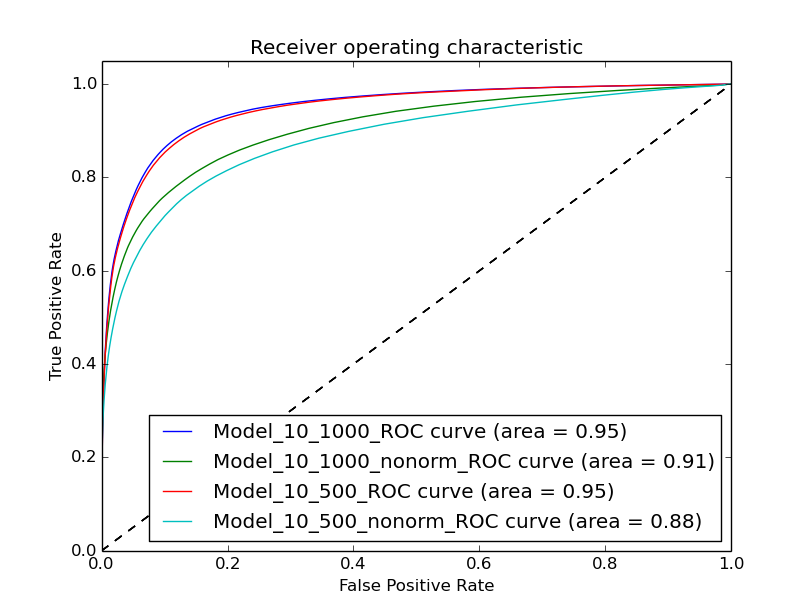 Receiver operating characteristic
1.0
0.8
0.6
0.4
0.2
0.0
True Positive Rate
Model_10_1000_ROC curve (area = 0.95)
Model_10_1000_nonorm_ROC curve (area = 0.91)
Model_10_500_ROC curve (area = 0.95)
Model_10_500_nonorm_ROC curve (area = 0.88)
0.0 0.2 0.4 0.6 0.8 1.0
False Positive Rate